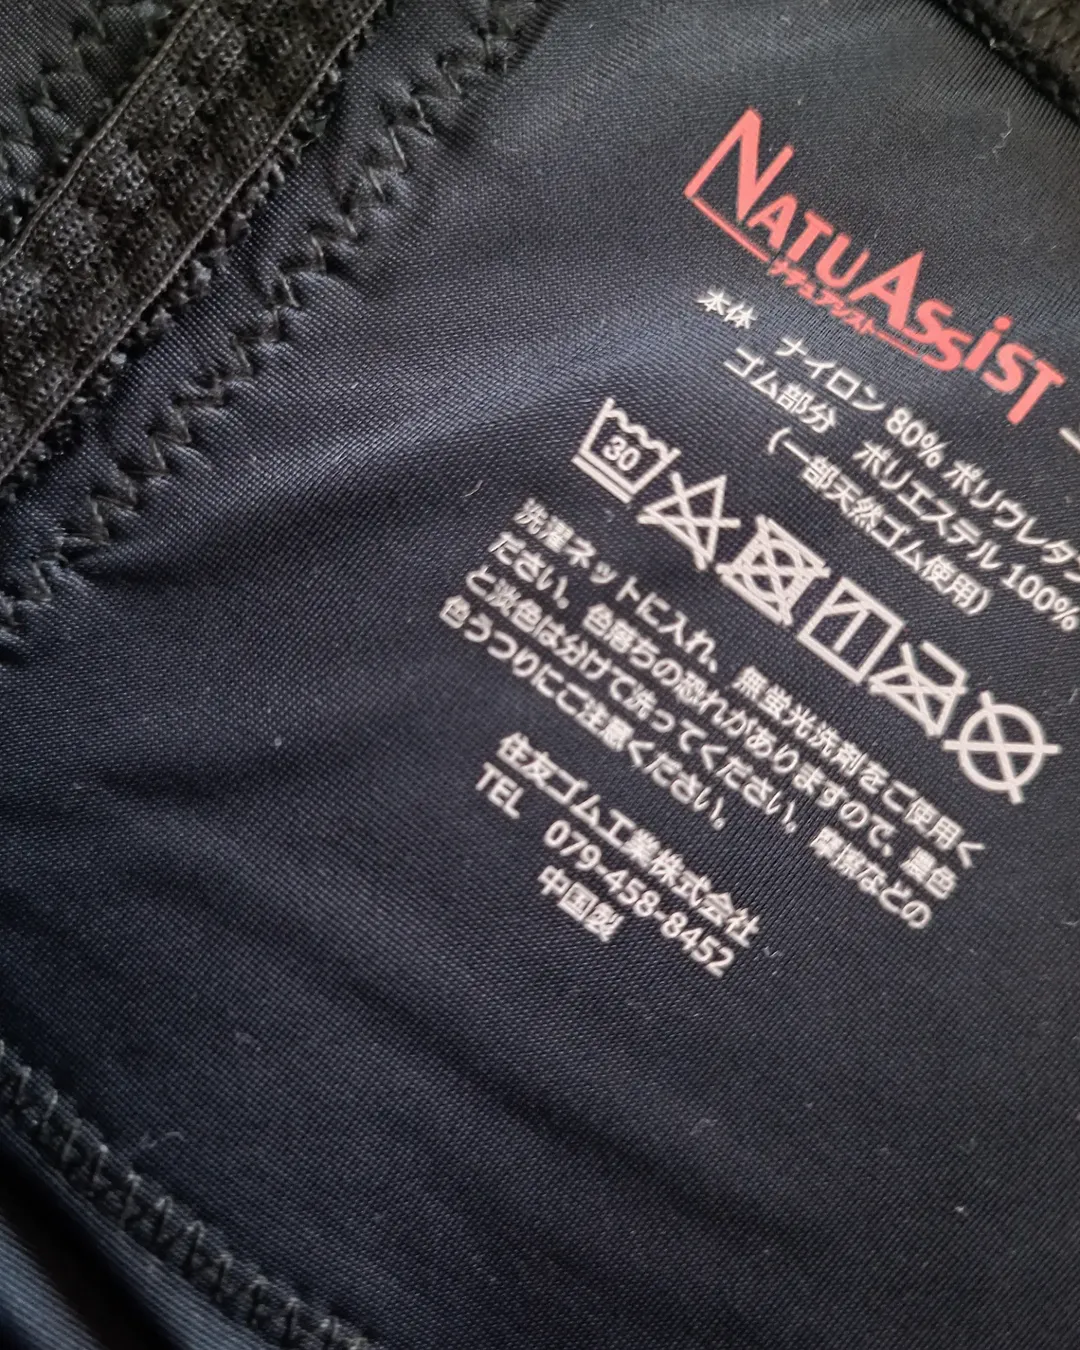 NATUASSIST
ナチュアシスト
本体 ナイロン 80% ポリウレタン
ゴム部分 ポリエステル 100%
(一部天然ゴム使用)
30
洗濯ネットに入れ、無蛍光洗剤をご使用く
ださい。色落ちの恐れがありますので、濃色
と淡色は分けて洗ってください。摩擦などの
色うつりにご注意ください。
住友ゴム工業株式会社
TEL 079-458-8452
中国製